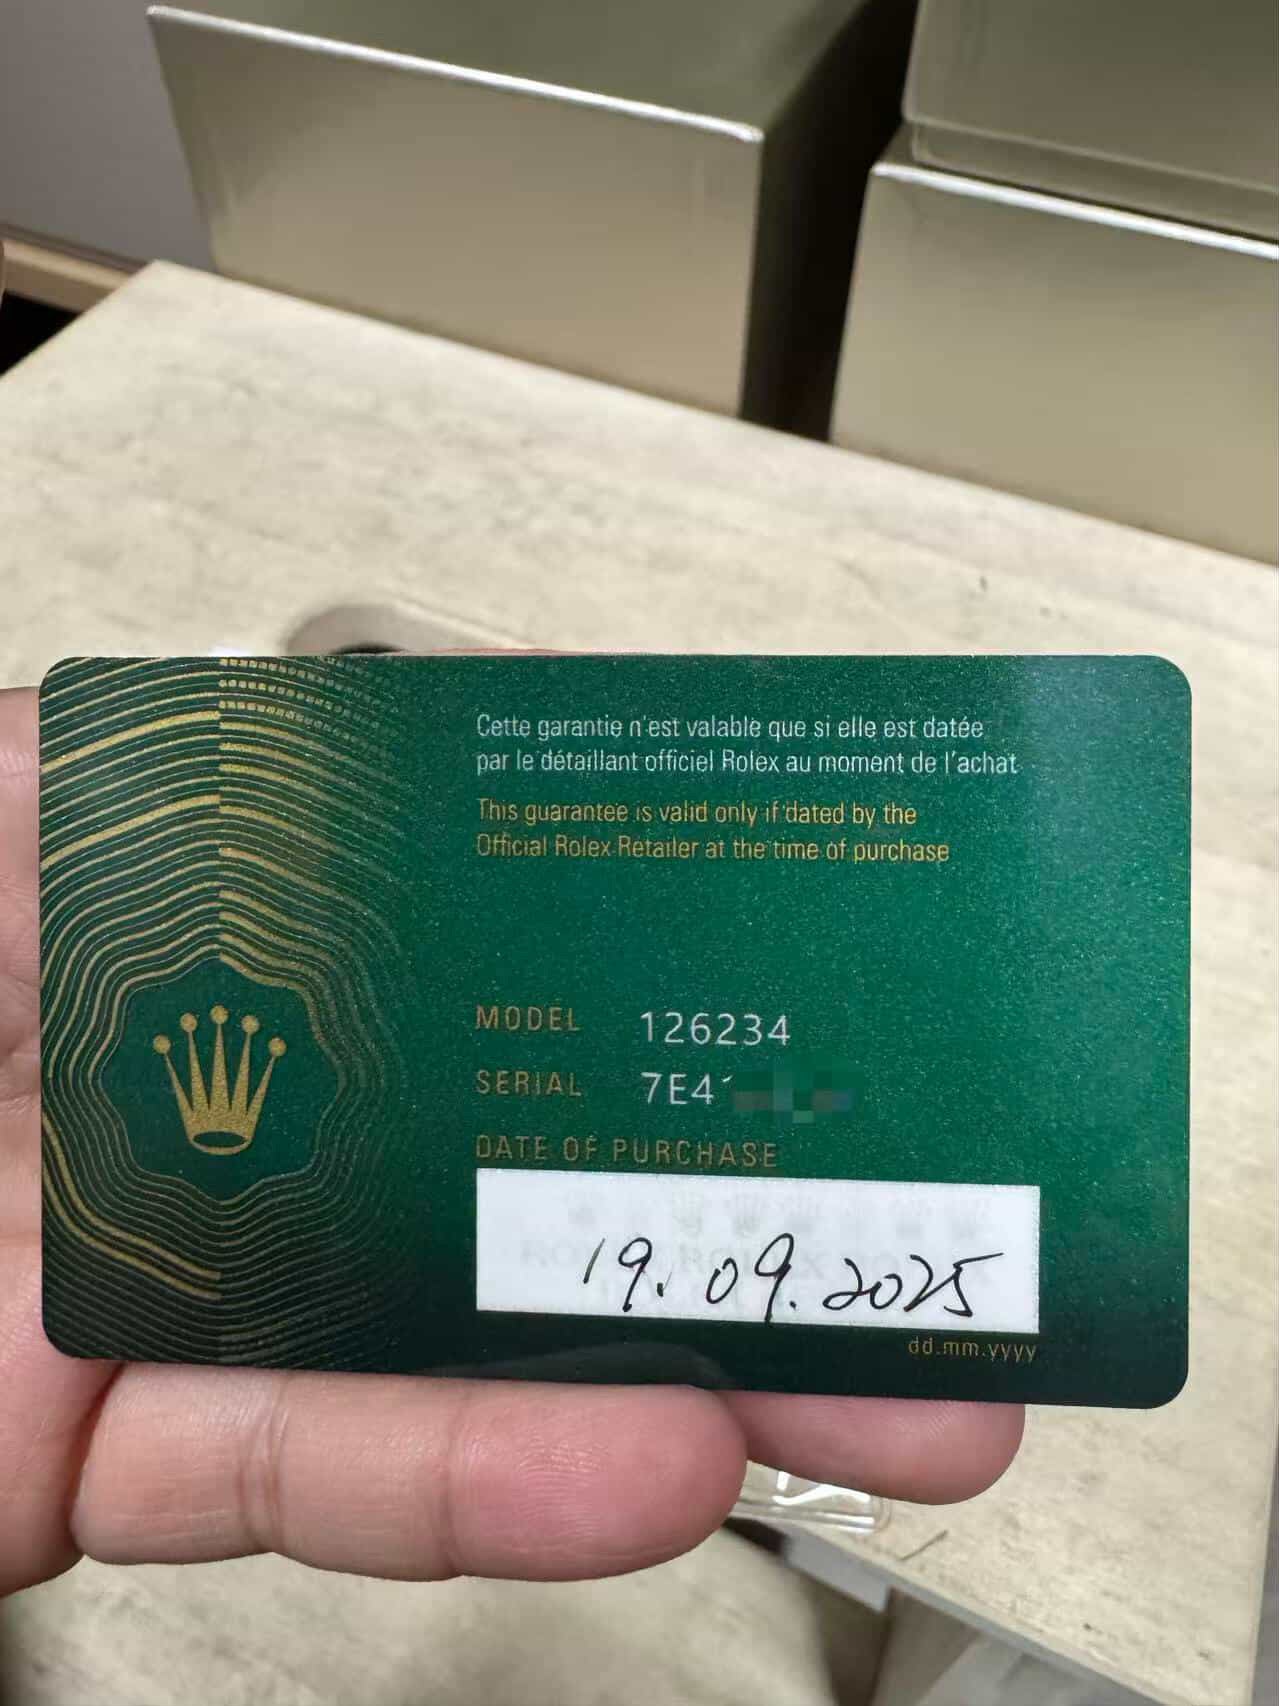 Cette garantie n'est valable que si elle est datée
par le détaillant officiel Rolex au moment de l'achat
This guarantee is valid only if dated by the
Official Rolex Retailer at the time of purchase
MODEL 126234
SERIAL 7E4
DATE OF PURCHASE
19.09.2025
dd.mm.yyyy